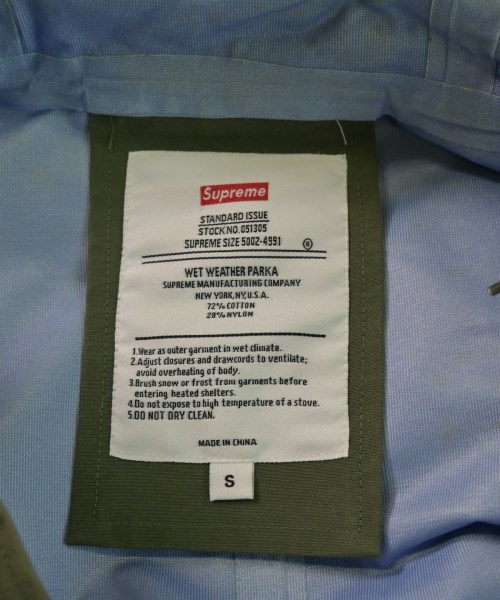 Supreme
STANDARD ISSUE
STOCK NO. 051305
SUPREME SIZE 5002-4991 ®
WET WEATHER PARKA
SUPREME MANUFACTURING COMPANY
NEW YORK,NY,U.S.A.
72% COTTON
28% NYLON
1.Wear as outer garment in wet climate.
2.Adjust closures and drawcords to ventilate;
avoid overheating of body.
3.Brush snow or frost from garments before
entering heated shelters.
4.Do not expose to high temperature of a stove.
5.DO NOT DRY CLEAN.
MADE IN CHINA
S